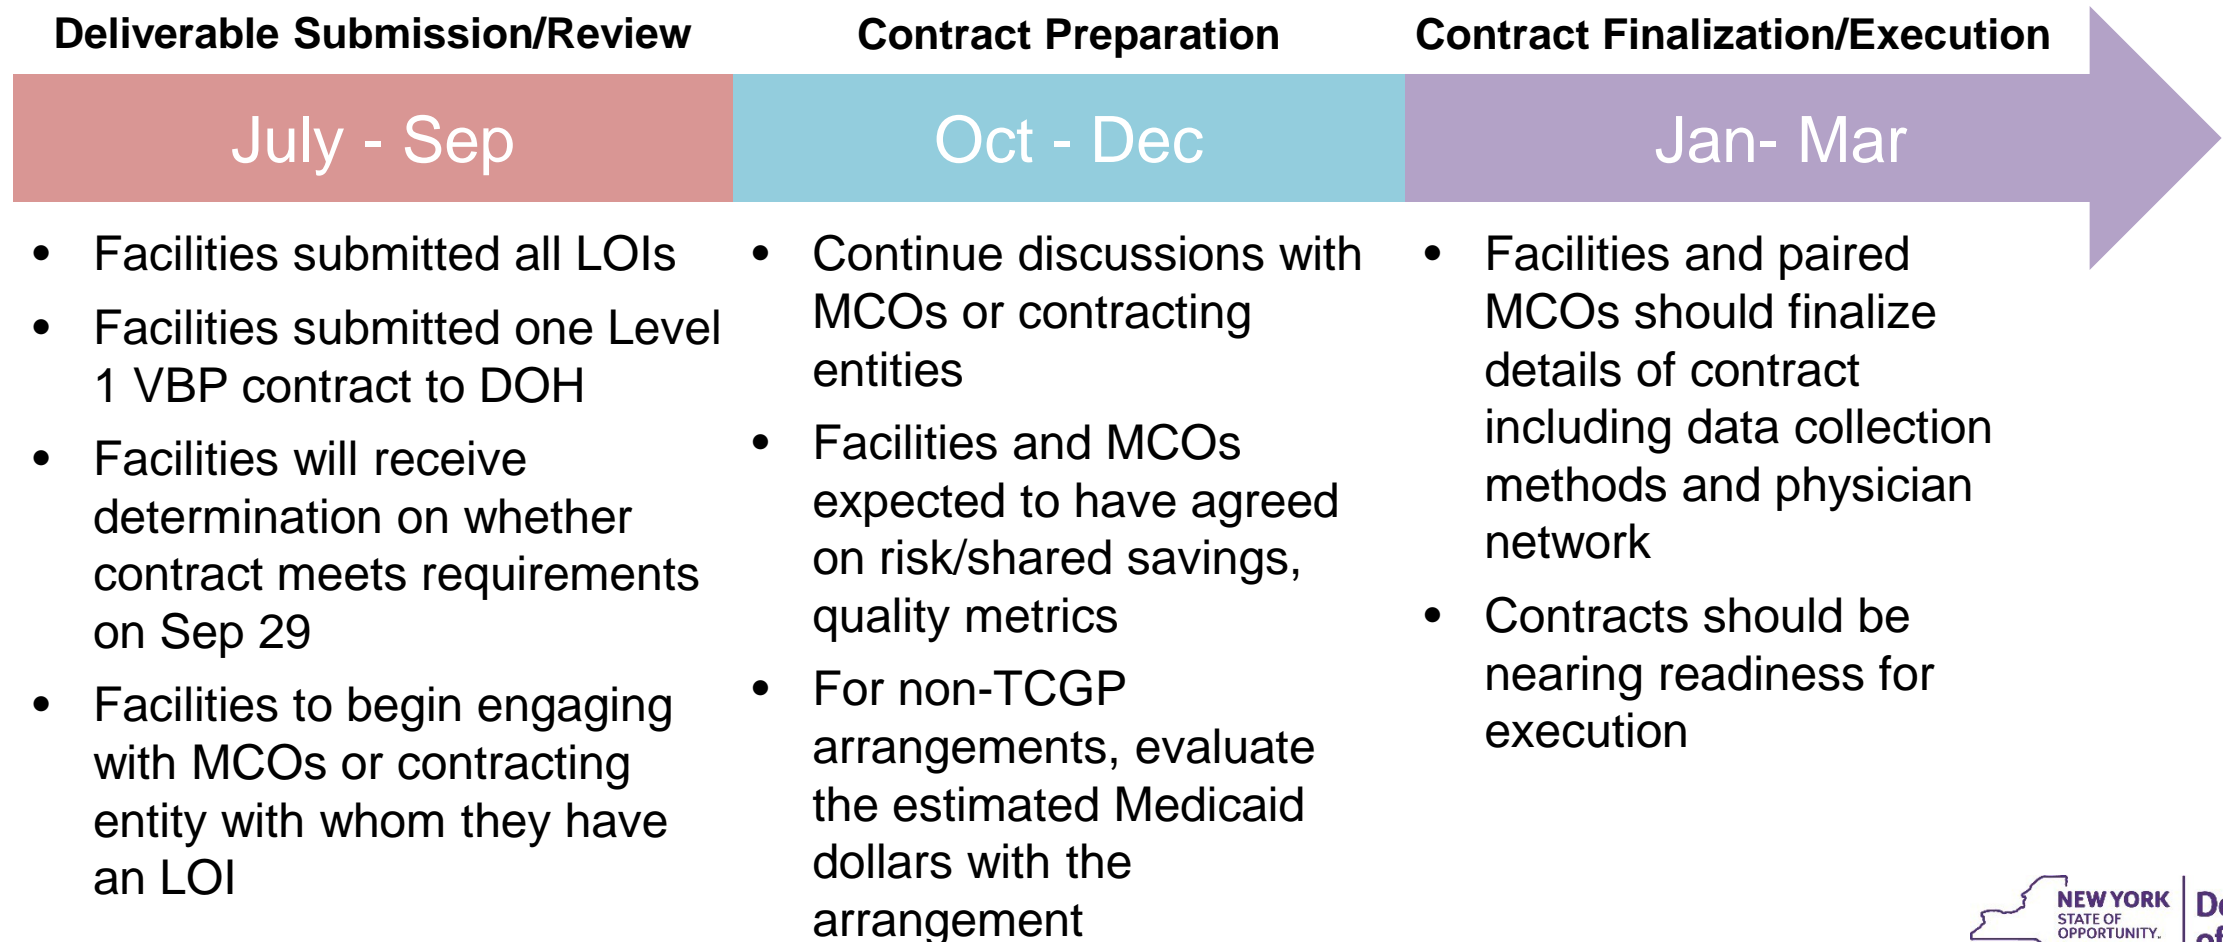 Deliverable Submission/Review
July - Sep
• Facilities submitted all LOIs
• Facilities submitted one Level
1 VBP contract to DOH
• Facilities will receive
determination on whether
contract meets requirements
on Sep 29
• Facilities to begin engaging
with MCOs or contracting
entity with whom they have
an LOI
Contract Preparation
Oct - Dec
• Continue discussions with
MCOs or contracting
entities
• Facilities and MCOs
expected to have agreed
on risk/shared savings,
quality metrics
• For non-TCGP
arrangements, evaluate
the estimated Medicaid
dollars with the
arrangement
Contract Finalization/Execution
Jan- Mar
• Facilities and paired
MCOs should finalize
details of contract
including data collection
methods and physician
network
• Contracts should be
nearing readiness for
execution
NEW YORK
STATE OF
OPPORTUNITY.